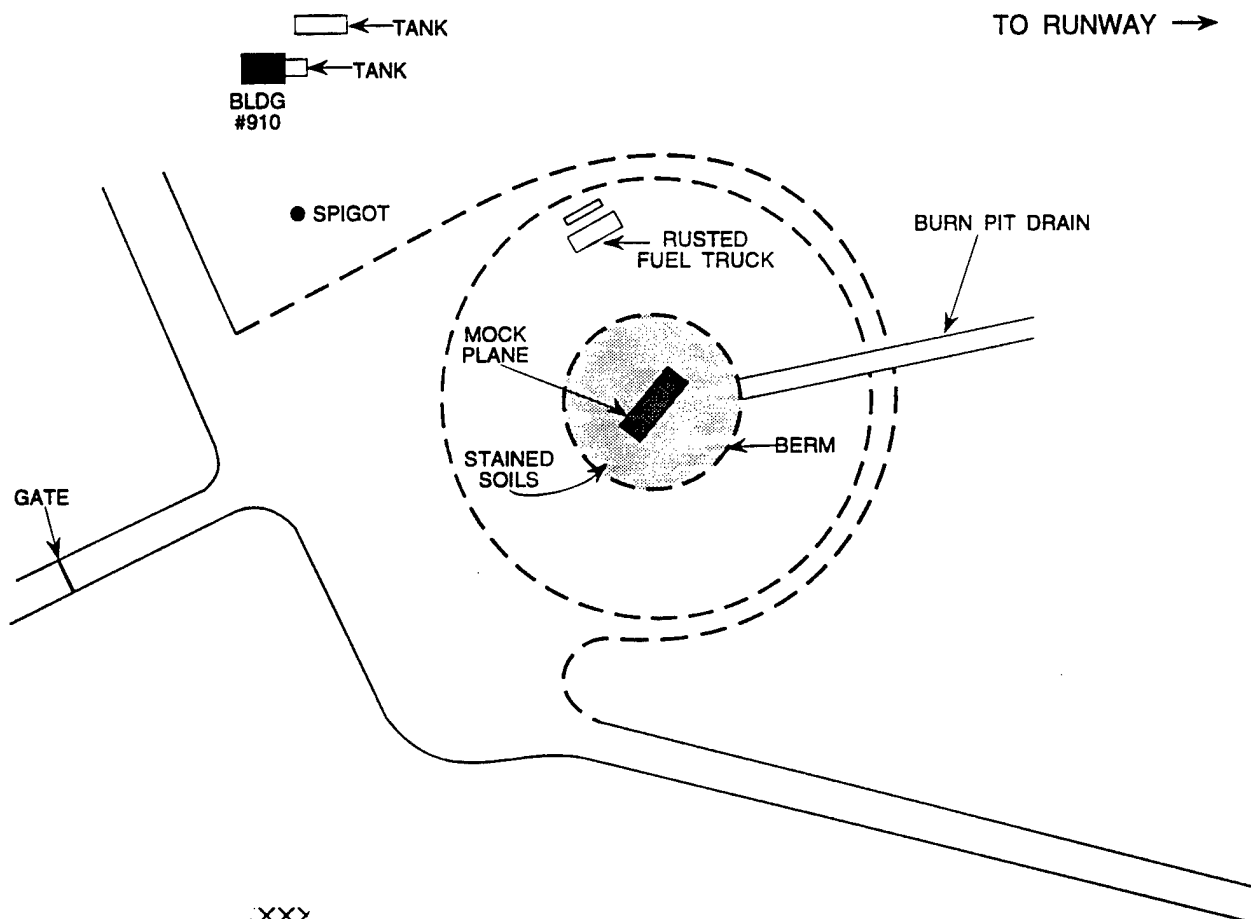 TANK
TO RUNWAY
TANK
BLDG
#910
SPIGOT
BURN PIT DRAIN
RUSTED
FUEL TRUCK
MOCK
PLANE
BERM
STAINED
SOILS
GATE